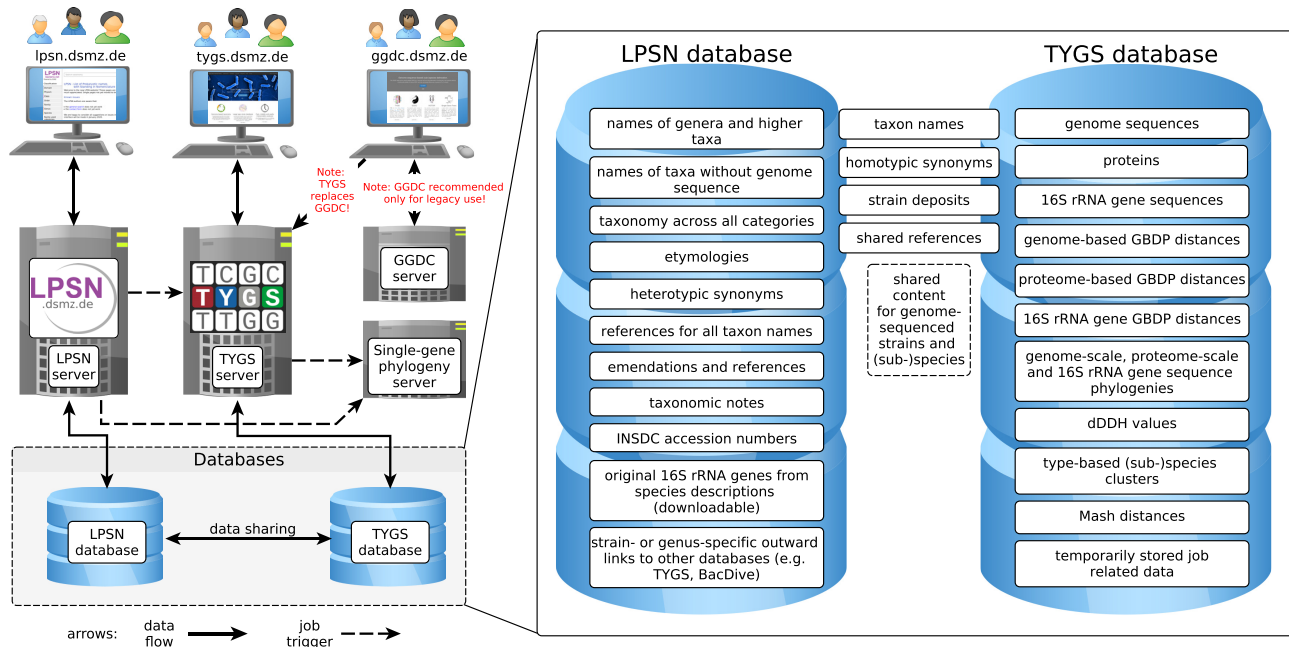 lpsn.dsmz.de
tygs.dsmz.de
ggdc.dsmz.de
LPSN
Note:
TYGS
replaces
GGDC!
Note: GGDC recommended
only for legacy use!
LPSN
.dsmz.de
LPSN
server
TCGC
TYGS
TTGG
TYGS
server
GGDC
server
Single-gene
phylogeny
server
Databases
LPSN
database
data sharing
TYGS
database
arrows:
data
flow
job
trigger
LPSN database
names of genera and higher
taxa
names of taxa without genome
sequence
taxonomy across all categories
etymologies
heterotypic synonyms
references for all taxon names
emendations and references
taxonomic notes
INSDC accession numbers
original 16S rRNA genes from
species descriptions
(downloadable)
strain- or genus-specific outward
links to other databases (e.g.
TYGS, BacDive)
taxon names
homotypic synonyms
strain deposits
shared references
shared
content
for genome-
sequenced
strains and
(sub-)species
TYGS database
genome sequences
proteins
16S rRNA gene sequences
genome-based GBDP distances
proteome-based GBDP distances
16S rRNA gene GBDP distances
genome-scale, proteome-scale
and 16S rRNA gene sequence
phylogenies
dDDH values
type-based (sub-)species
clusters
Mash distances
temporarily stored job
related data